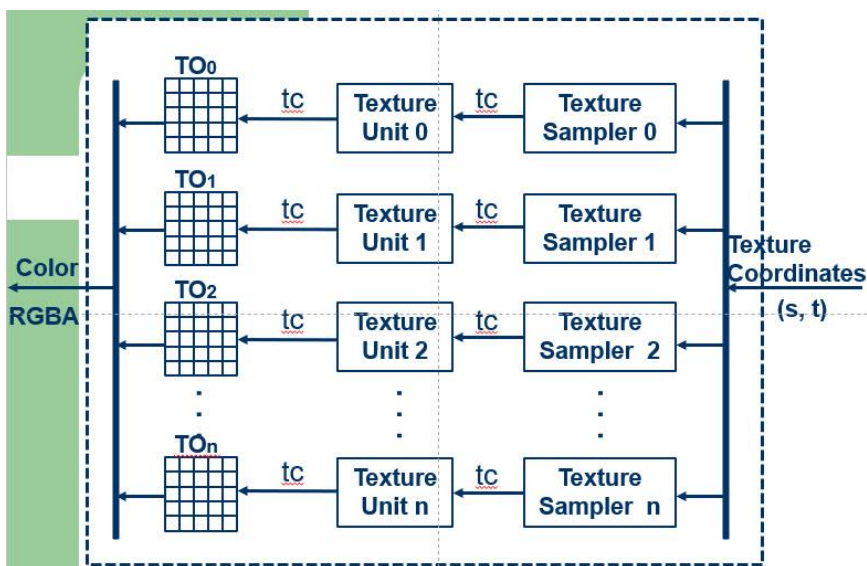 TO0
tc
Texture
Unit 0
tc
Texture
Sampler 0
TO1
tc
Texture
Unit 1
tc
Texture
Sampler 1
Color
RGBA
Texture
Coordinates
(s, t)
TO2
tc
Texture
Unit 2
tc
Texture
Sampler 2
TOn
tc
Texture
Unit n
tc
Texture
Sampler n